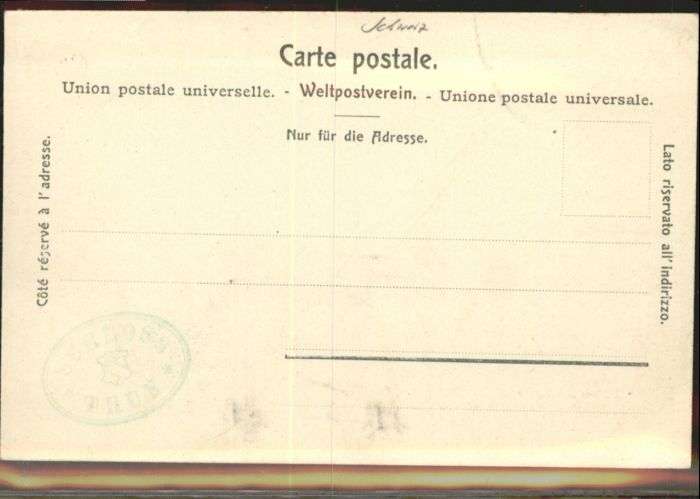 Schweiz
Carte postale.
Union postale universelle. - Weltpostverein. - Unione postale universale.
Nur für die Adresse.
Côté réservé à l'adresse.
Lato riservato all'indirizzo.